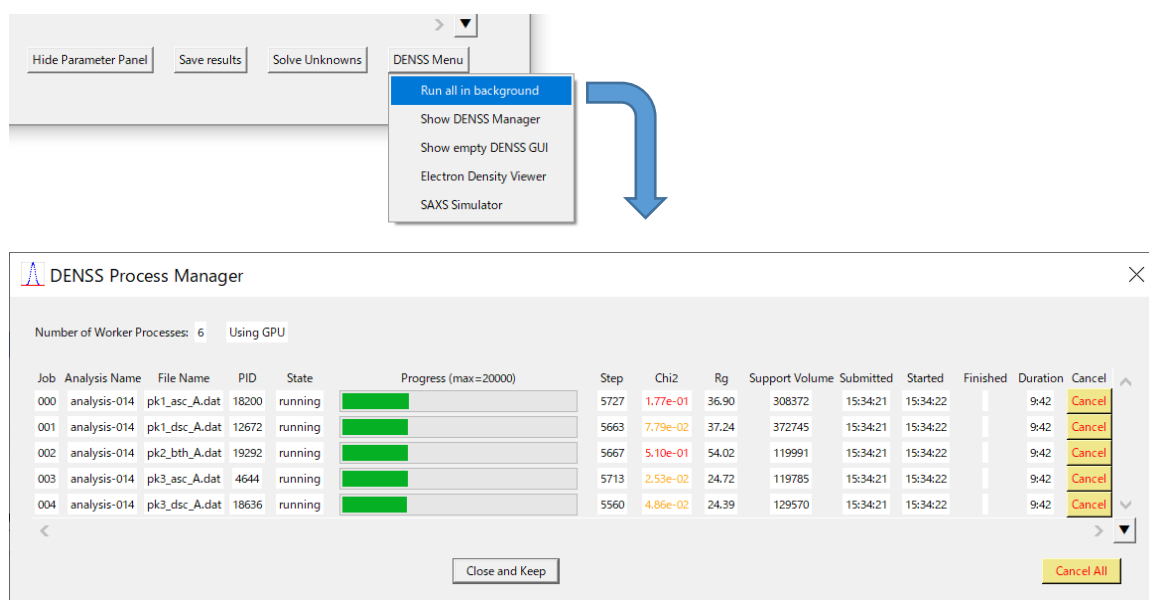 Hide Parameter Panel Save results Solve Unknowns DENSS Menu
Run all in background
Show DENSS Manager
Show empty DENSS GUI
Electron Density Viewer
SAXS Simulator
DENSS Process Manager
Number of Worker Processes: 6 Using GPU
Job Analysis Name File Name PID State Progress (max=20000) Step Chi2 Rg Support Volume Submitted Started Finished Duration Cancel
000 analysis-014 pk1_asc_A.dat 18200 running 5727 1.77e-01 36.90 308372 15:34:21 15:34:22 9:42 Cancel
001 analysis-014 pk1_dsc_A.dat 12672 running 5663 7.79e-02 37.24 372745 15:34:21 15:34:22 9:42 Cancel
002 analysis-014 pk2_bth_A.dat 19292 running 5667 5.10e-01 54.02 119991 15:34:21 15:34:22 9:42 Cancel
003 analysis-014 pk3_asc_A.dat 4644 running 5713 2.53e-02 24.72 119785 15:34:21 15:34:22 9:42 Cancel
004 analysis-014 pk3_dsc_A.dat 18636 running 5560 4.86e-02 24.39 129570 15:34:21 15:34:22 9:42 Cancel
Close and Keep Cancel All